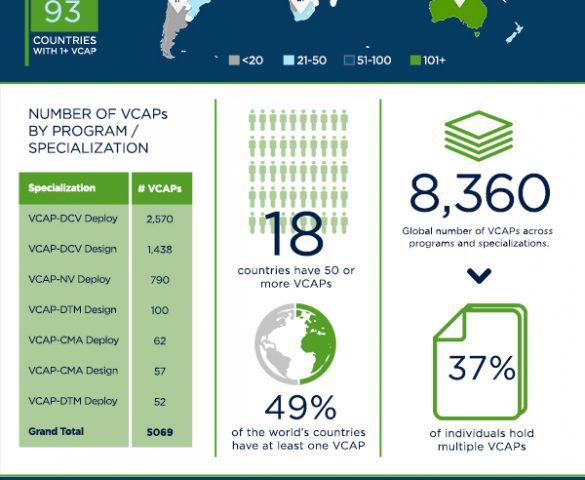 93
COUNTRIES
WITH 1+ VCAP
<20
21-50
51-100
101+
NUMBER OF VCAPs
BY PROGRAM /
SPECIALIZATION
Specialization # VCAPs
VCAP-DCV Deploy 2,570
VCAP-DCV Design 1,438
VCAP-NV Deploy 790
VCAP-DTM Design 100
VCAP-CMA Deploy 62
VCAP-CMA Design 57
VCAP-DTM Deploy 52
Grand Total 5069
18
countries have 50 or
more VCAPs
49%
of the world's countries
have at least one VCAP
8,360
Global number of VCAPs across
programs and specializations.
37%
of individuals hold
multiple VCAPs